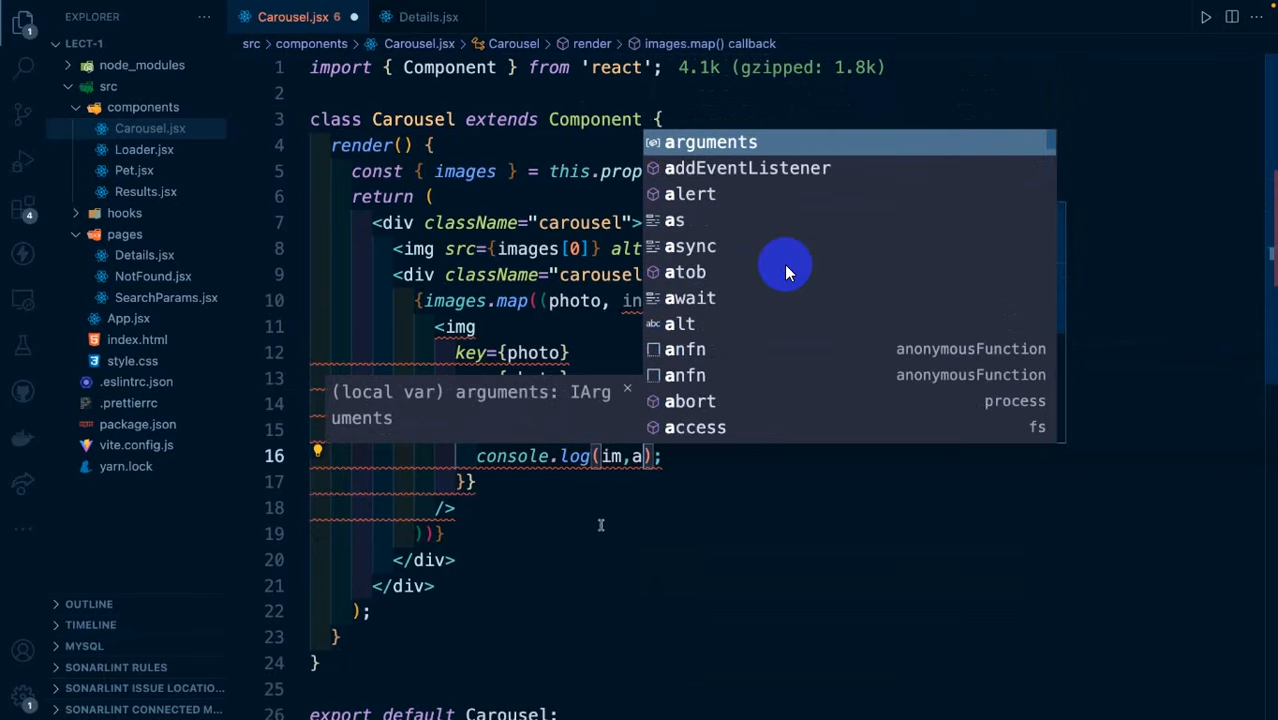 EXPLORER
LECT-1
node_modules
src
components
Carousel.jsx
Loader.jsx
Pet.jsx
Results.jsx
hooks
pages
Details.jsx
NotFound.jsx
SearchParams.jsx
App.jsx
index.html
style.css
.eslintrc.json
.prettierrc
package.json
vite.config.js
yarn.lock
OUTLINE
TIMELINE
MYSQL
SONARLINT RULES
SONARLINT ISSUE LOCATIO...
SONARLINT CONNECTED M...
1
4
1
Carousel.jsx 6
Details.jsx
src > components > Carousel.jsx > Carousel > render > images.map() callback
1 import { Component } from 'react'; 4.1k (gzipped: 1.8k)
2
3 class Carousel extends Component {
4 render() {
5 const { images } = this.prop
6 return (
7 <div className="carousel">
8 <img src={images[0]} alt
9 <div className="carousel
10 {images.map((photo, in
11 <img
12 key={photo}
13
14
15
16 console.log(im,a);
17 }}
18 />
19 ))}
20 </div>
21 </div>
22 );
23 }
24 }
25
26 export default Carousel;
arguments
addEventListener
alert
as
async
atob
await
alt
anfn anonymousFunction
anfn anonymousFunction
abort process
access fs
(local var) arguments: IArg
uments